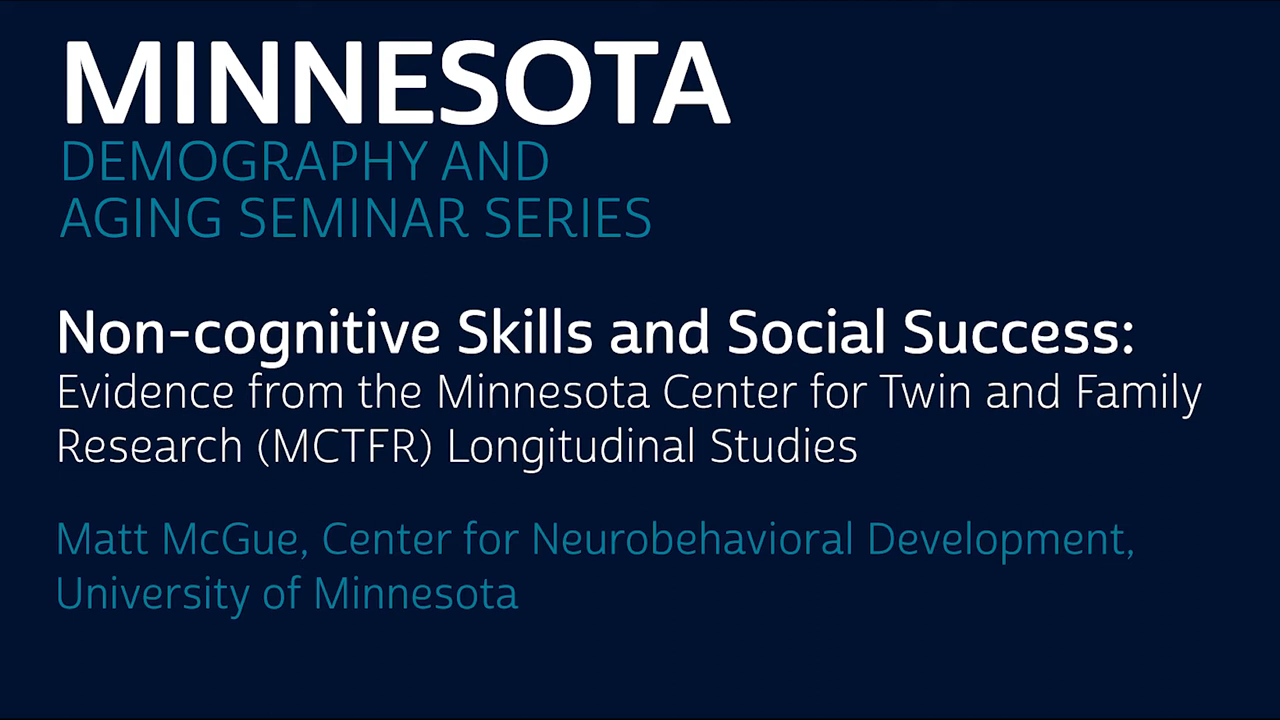 MINNESOTA
DEMOGRAPHY AND
AGING SEMINAR SERIES
Non-cognitive Skills and Social Success:
Evidence from the Minnesota Center for Twin and Family
Research (MCTFR) Longitudinal Studies
Matt McGue, Center for Neurobehavioral Development,
University of Minnesota